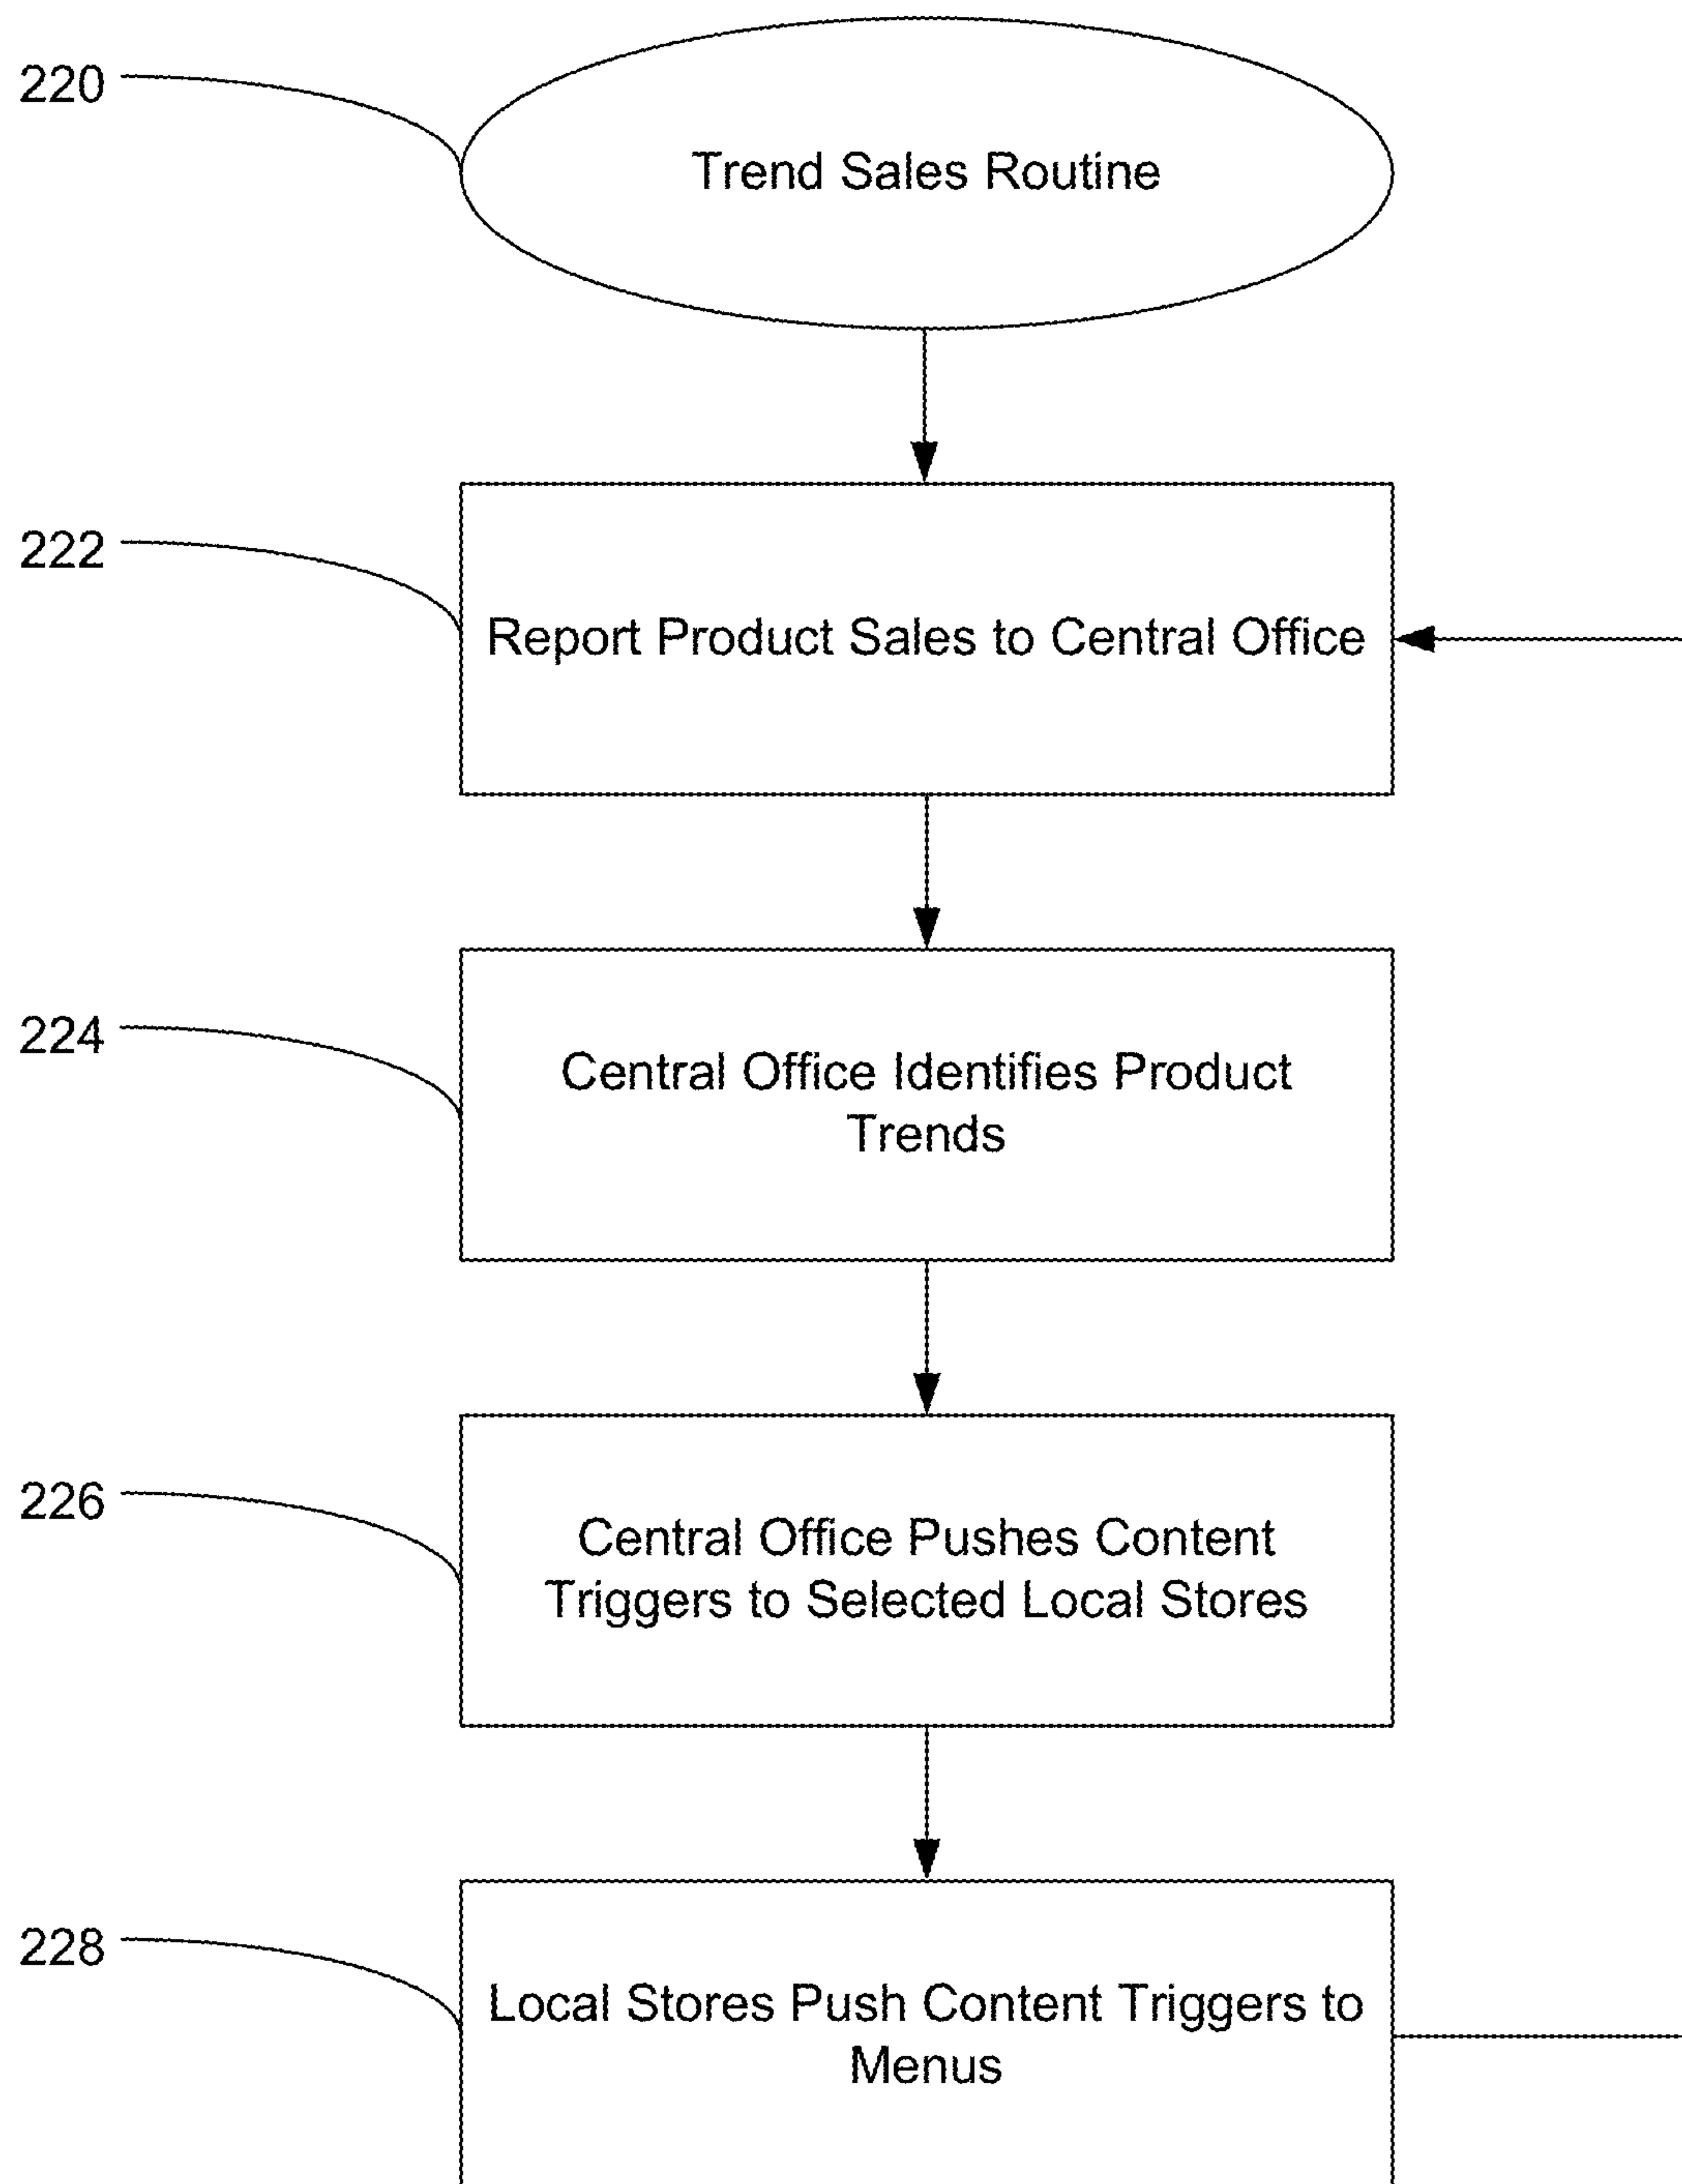 220
Trend Sales Routine
222
Report Product Sales to Central Office
224
Central Office Identifies Product
Trends
226
Central Office Pushes Content
Triggers to Selected Local Stores
228
Local Stores Push Content Triggers to
Menus